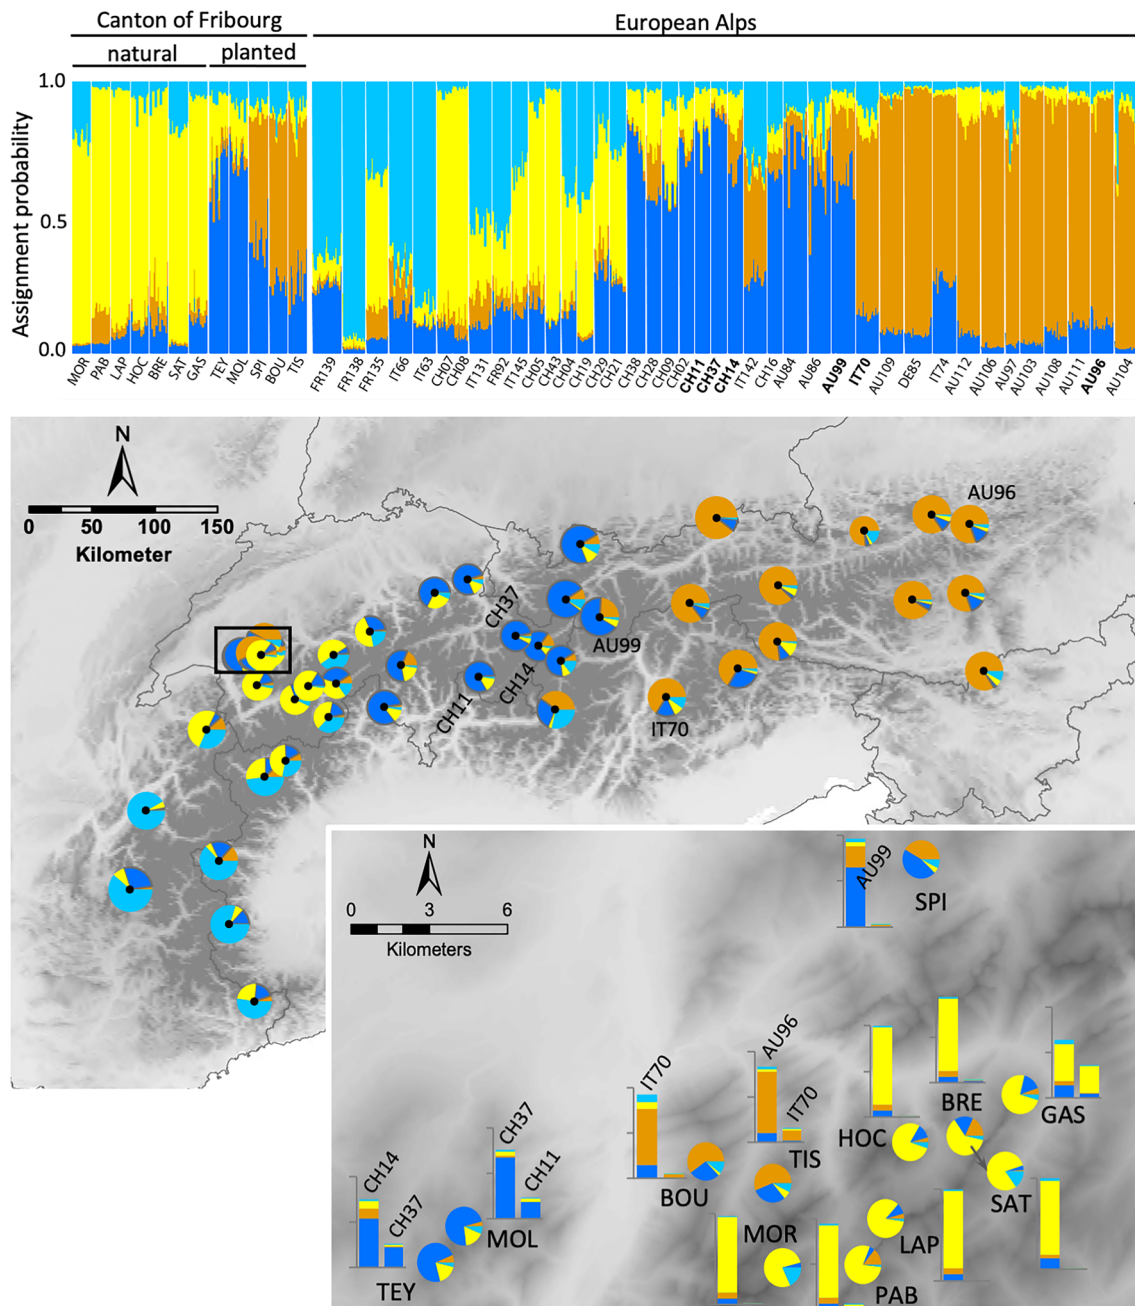 Canton of Fribourg
European Alps
natural
planted
Assignment probability
1.0
0.5
0.0
MOR
PAB
LAP
HOC
BRE
SAT
GAS
TEY
MOL
SPI
BOU
TIS
FR139
FR138
FR135
IT66
IT63
CH07
CH08
IT131
FR92
IT145
CH05
CH43
CH04
CH19
CH29
CH21
CH38
CH28
CH09
CH02
CH11
CH37
CH14
IT142
CH16
AU84
AU86
AU99
IT70
AU109
DE85
IT74
AU112
AU106
AU97
AU103
AU108
AU111
AU96
AU104
N
0 50 100 150
Kilometer
AU96
CH37
AU99
CH14
CH11
IT70
N
0 3 6
Kilometers
AU99
SPI
AU96
IT70
IT70
BRE
GAS
HOC
TIS
CH37
BOU
SAT
CH14
CH11
MOR
LAP
CH37
MOL
TEY
PAB